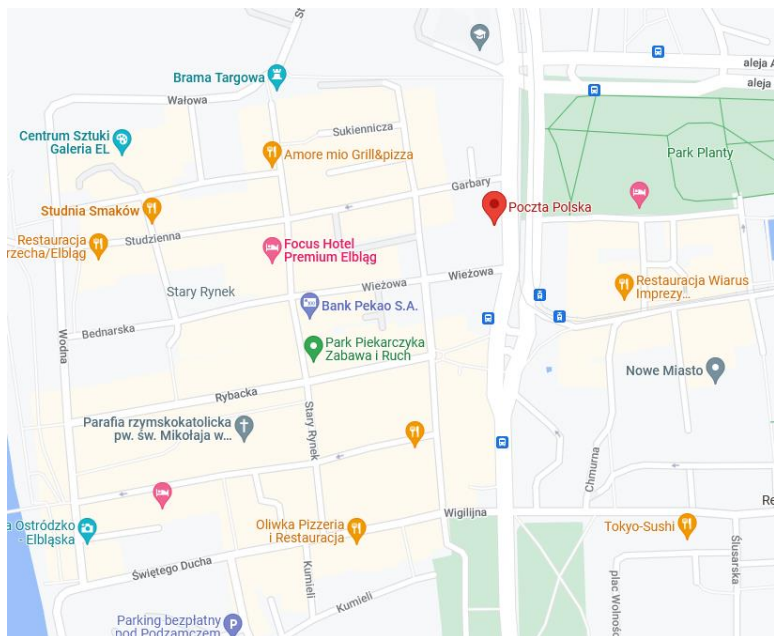 St
Brama Targowa
Wałowa
aleja A
aleja
Centrum Sztuki
Galeria EL
Sukiennicza
Amore mio Grill&pizza
Park Planty
Garbary
Studnia Smaków
Poczta Polska
Restauracja
rzecha/Elbląg
Studzienna
Focus Hotel
Premium Elbląg
Wieżowa
Wieżowa
Restauracja Wiarus
Imprezy...
Stary Rynek
Bank Pekao S.A.
Bednarska
Wodna
Park Piekarczyka
Zabawa i Ruch
Nowe Miasto
Rybacka
Stary Rynek
Parafia rzymskokatolicka
pw. św. Mikołaja w...
Chmurna
a Ostródzko
- Elbląska
Oliwka Pizzeria
i Restauracja
Wigilijna
Re
Tokyo-Sushi
Ślusarska
Świętego Ducha
Kumieli
Kumieli
plac Wolnoś
Parking bezpłatny
pod Podzamczem
P